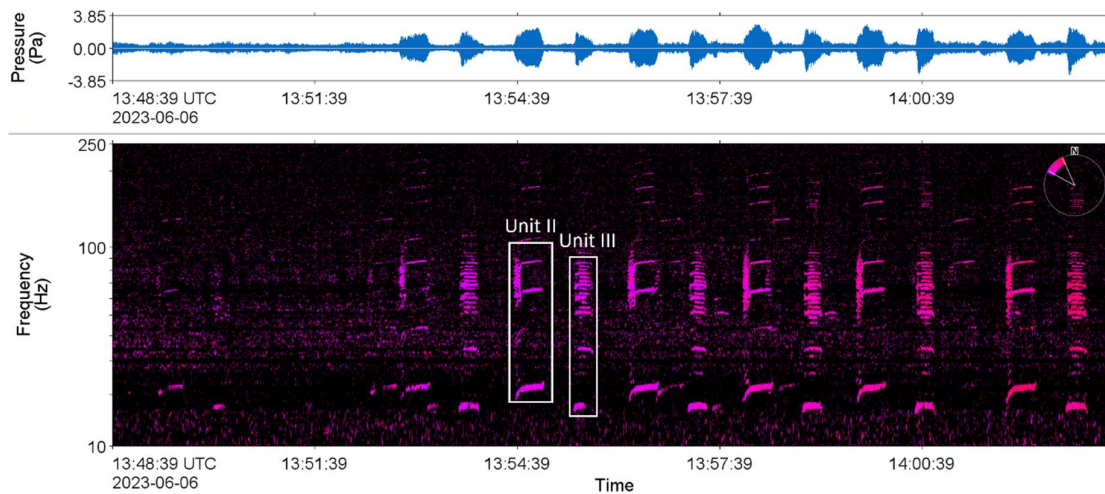 Pressure
(Pa)
3.85
0.00
-3.85
13:48:39 UTC
2023-06-06
13:51:39
13:54:39
13:57:39
14:00:39
Frequency
(Hz)
250
100
10
N
Unit II
Unit III
13:48:39 UTC
2023-06-06
13:51:39
13:54:39
13:57:39
14:00:39
Time